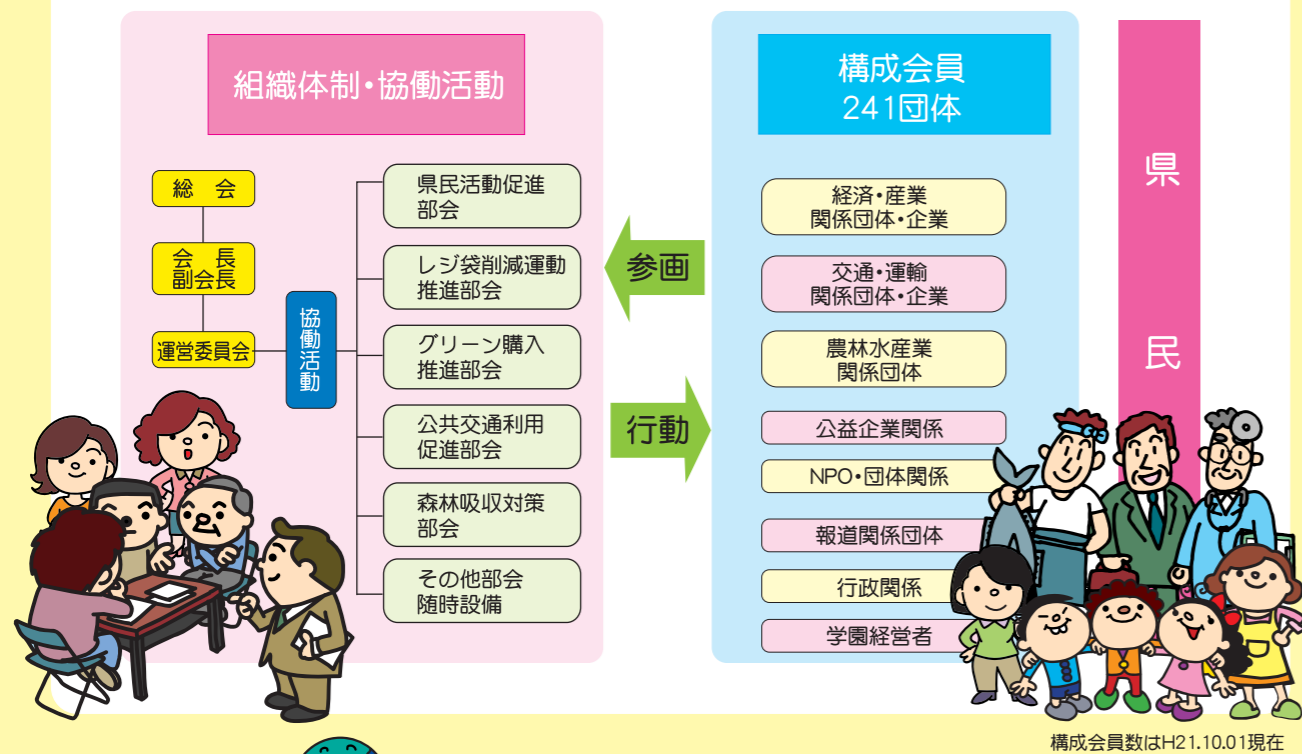 組織体制・協働活動
総　会
会　長
副会長
運営委員会
協働活動
県民活動促進
部会
レジ袋削減運動
推進部会
グリーン購入
推進部会
公共交通利用
促進部会
森林吸収対策
部会
その他部会
随時設備
参画
行動
構成会員
241団体
経済・産業
関係団体・企業
交通・運輸
関係団体・企業
農林水産業
関係団体
公益企業関係
NPO・団体関係
報道関係団体
行政関係
学園経営者
県民
構成会員数はH21.10.01現在